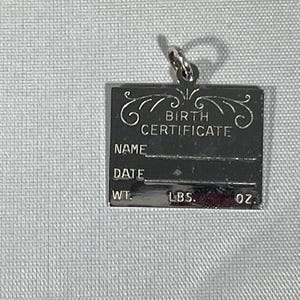 BIRTH
CERTIFICATE
NAME
DATE
WT. LBS. OZ.